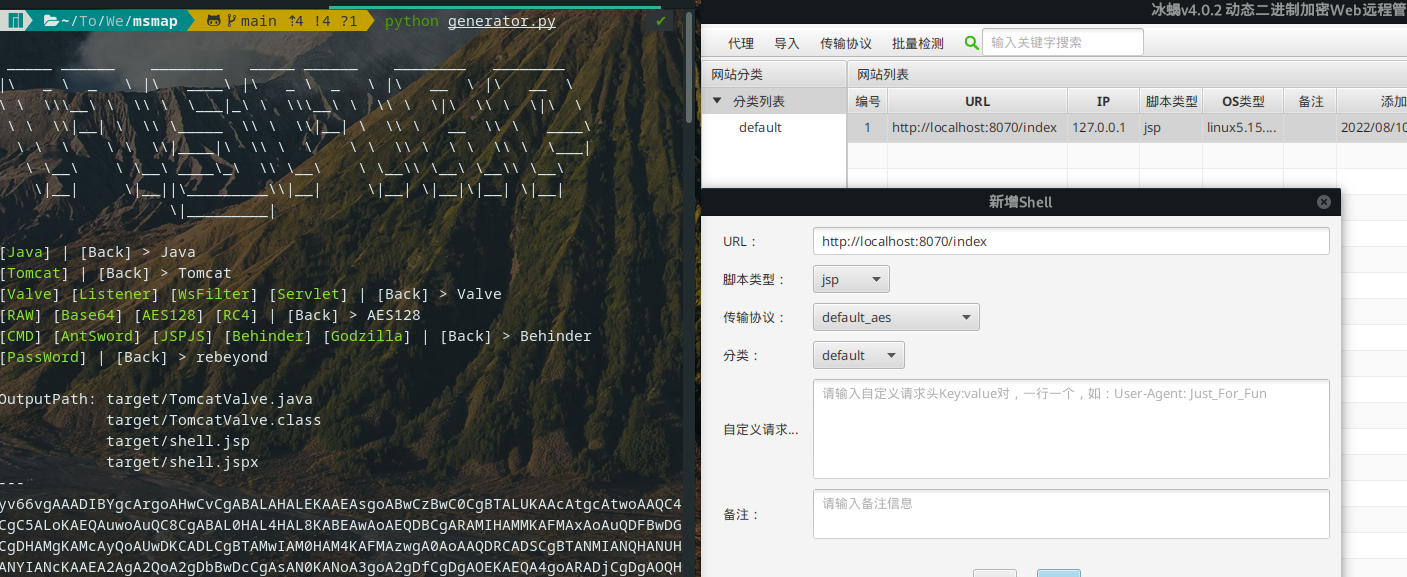 ~/To/We/msmap main ⇡4 !4 ?1 python generator.py ✔
[Java] | [Back] > Java
[Tomcat] | [Back] > Tomcat
[Valve] [Listener] [WsFilter] [Servlet] | [Back] > Valve
[RAW] [Base64] [AES128] [RC4] | [Back] > AES128
[CMD] [AntSword] [JSPJS] [Behinder] [Godzilla] | [Back] > Behinder
[PassWord] | [Back] > rebeyond
OutputPath: target/TomcatValve.java
target/TomcatValve.class
target/shell.jsp
target/shell.jspx
---
冰蝎v4.0.2 动态二进制加密Web远程管
代理 导入 传输协议 批量检测 输入关键字搜索
网站分类 网站列表
分类列表 编号 URL IP 脚本类型 OS类型 备注 添加
default 1 http://localhost:8070/index 127.0.0.1 jsp linux5.15.... 2022/08/10
新增Shell
URL： http://localhost:8070/index
脚本类型： jsp
传输协议： default_aes
分类： default
自定义请求... 请输入自定义请求头Key:value对，一行一个，如：User-Agent: Just_For_Fun
备注： 请输入备注信息